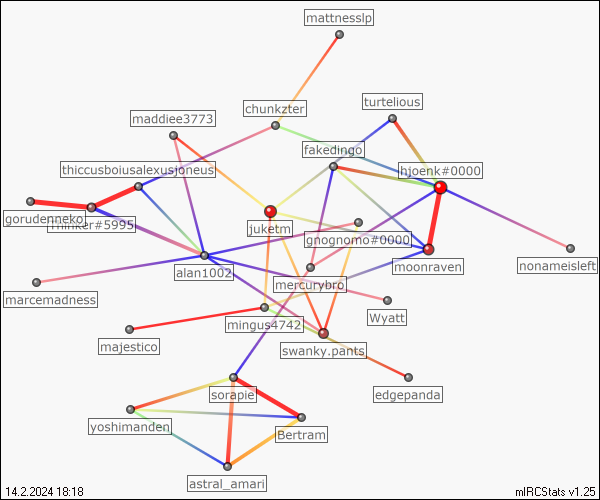 mattnesslp
turtelious
chunkzter
maddiee3773
fakedingo
hjoenk#0000
thiccusboiusalexusjoneus
gorudenneko
Thinker#5995
juketm
gnognomo#0000
moonraven
nonameisleft
alan1002
mercurybro
marcemadness
Wyatt
mingus4742
majestico
swanky.pants
edgepanda
sorapie
yoshimanden
Bertram
astral_amari
14.2.2024 18:18
mIRCStats v1.25